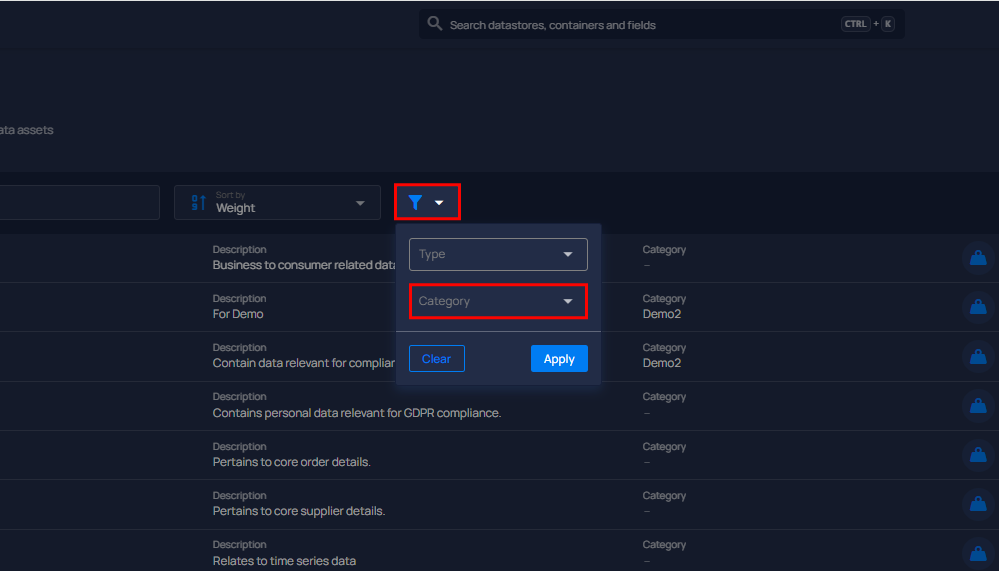 Search datastores, containers and fields
CTRL + K
ata assets
Sort by
Weight
Type
Category
Clear
Apply
Description
Business to consumer related data
Category
–
Description
For Demo
Category
Demo2
Description
Contain data relevant for complian
Category
Demo2
Description
Contains personal data relevant for GDPR compliance.
Category
–
Description
Pertains to core order details.
Category
–
Description
Pertains to core supplier details.
Category
–
Description
Relates to time series data
Category